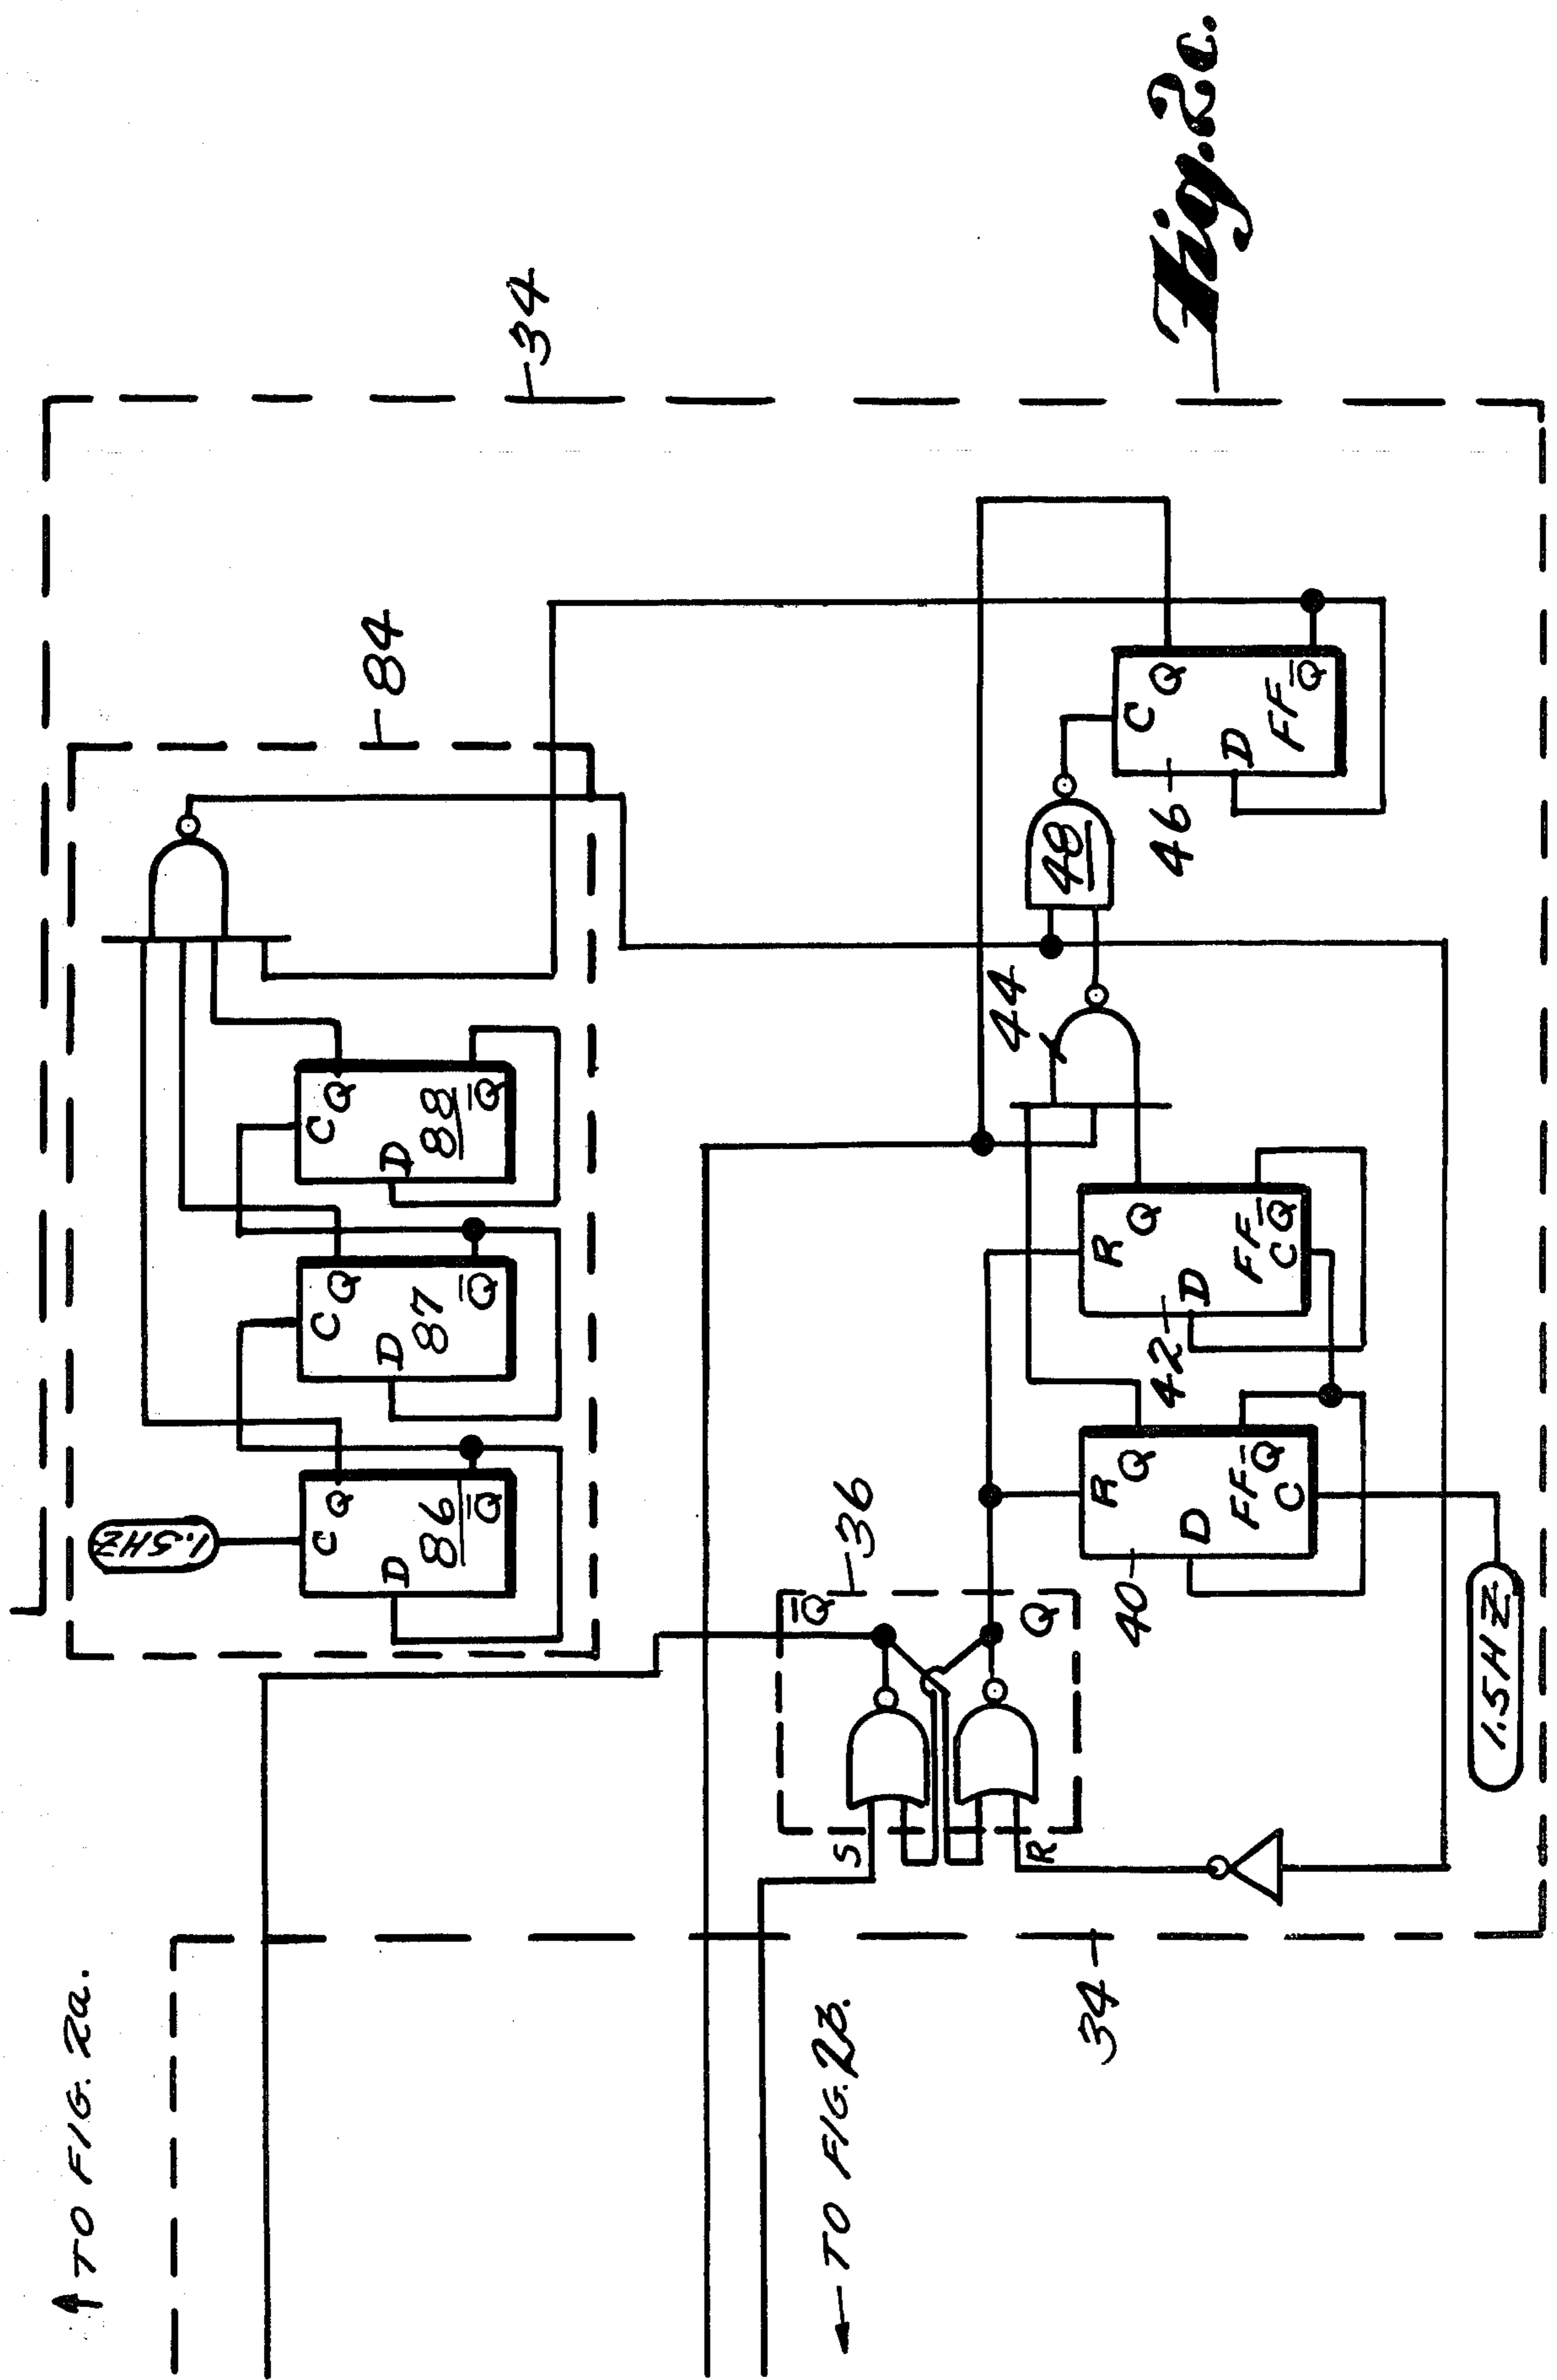 ↑ TO FIG. 2a.
34
84
1.5HZ
C Q
D 86 Q̅
C Q
D 87 Q̅
C Q
D 88 Q̅
← TO FIG. 2b.
34
36
S Q̅
R Q
40
R Q
D FF Q̅
C
42
R Q
D FF Q̅
C
44
48
46
C Q
D FF Q̅
1.5HZ
Fig. 2c.